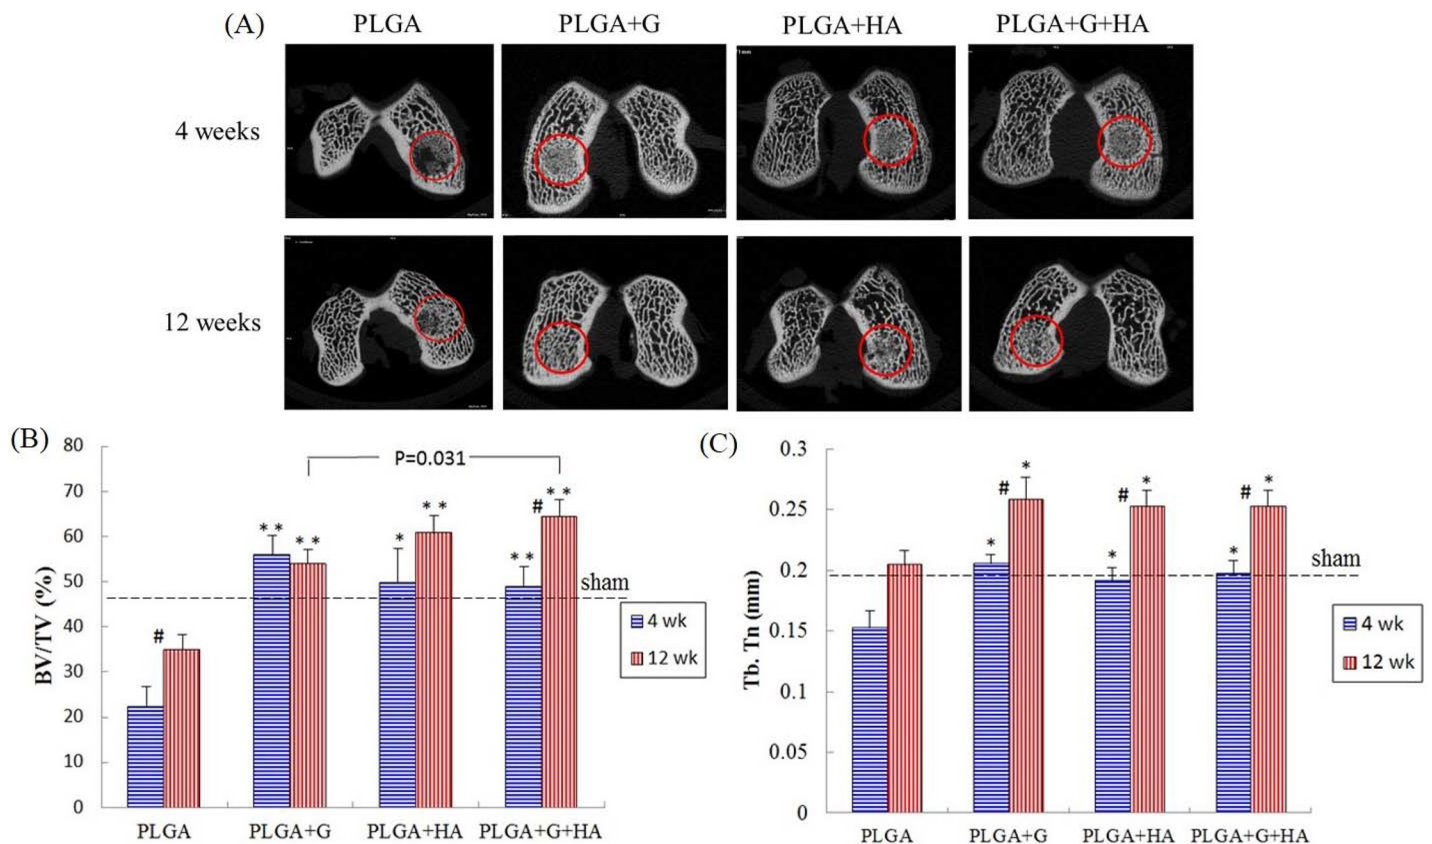 (A) PLGA PLGA+G PLGA+HA PLGA+G+HA
4 weeks
12 weeks
(B)
P=0.031
80
70
60
50
40
30
20
10
0
BV/TV (%)
# ** ** * ** ** # **
sham
4 wk
12 wk
PLGA PLGA+G PLGA+HA PLGA+G+HA
(C)
0.3
0.25
0.2
0.15
0.1
0.05
0
Tb. Tn (mm)
* # * * # * * # *
sham
4 wk
12 wk
PLGA PLGA+G PLGA+HA PLGA+G+HA